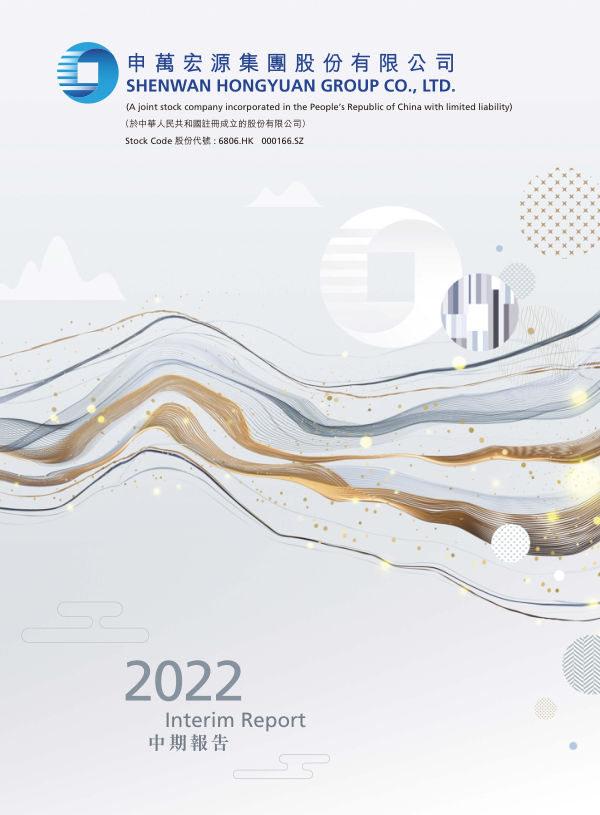 申萬宏源集團股份有限公司
SHENWAN HONGYUAN GROUP CO., LTD.
(A joint stock company incorporated in the People's Republic of China with limited liability)
(於中華人民共和國註冊成立的股份有限公司)
Stock Code 股份代號 : 6806.HK 000166.SZ
2022
Interim Report
中期報告